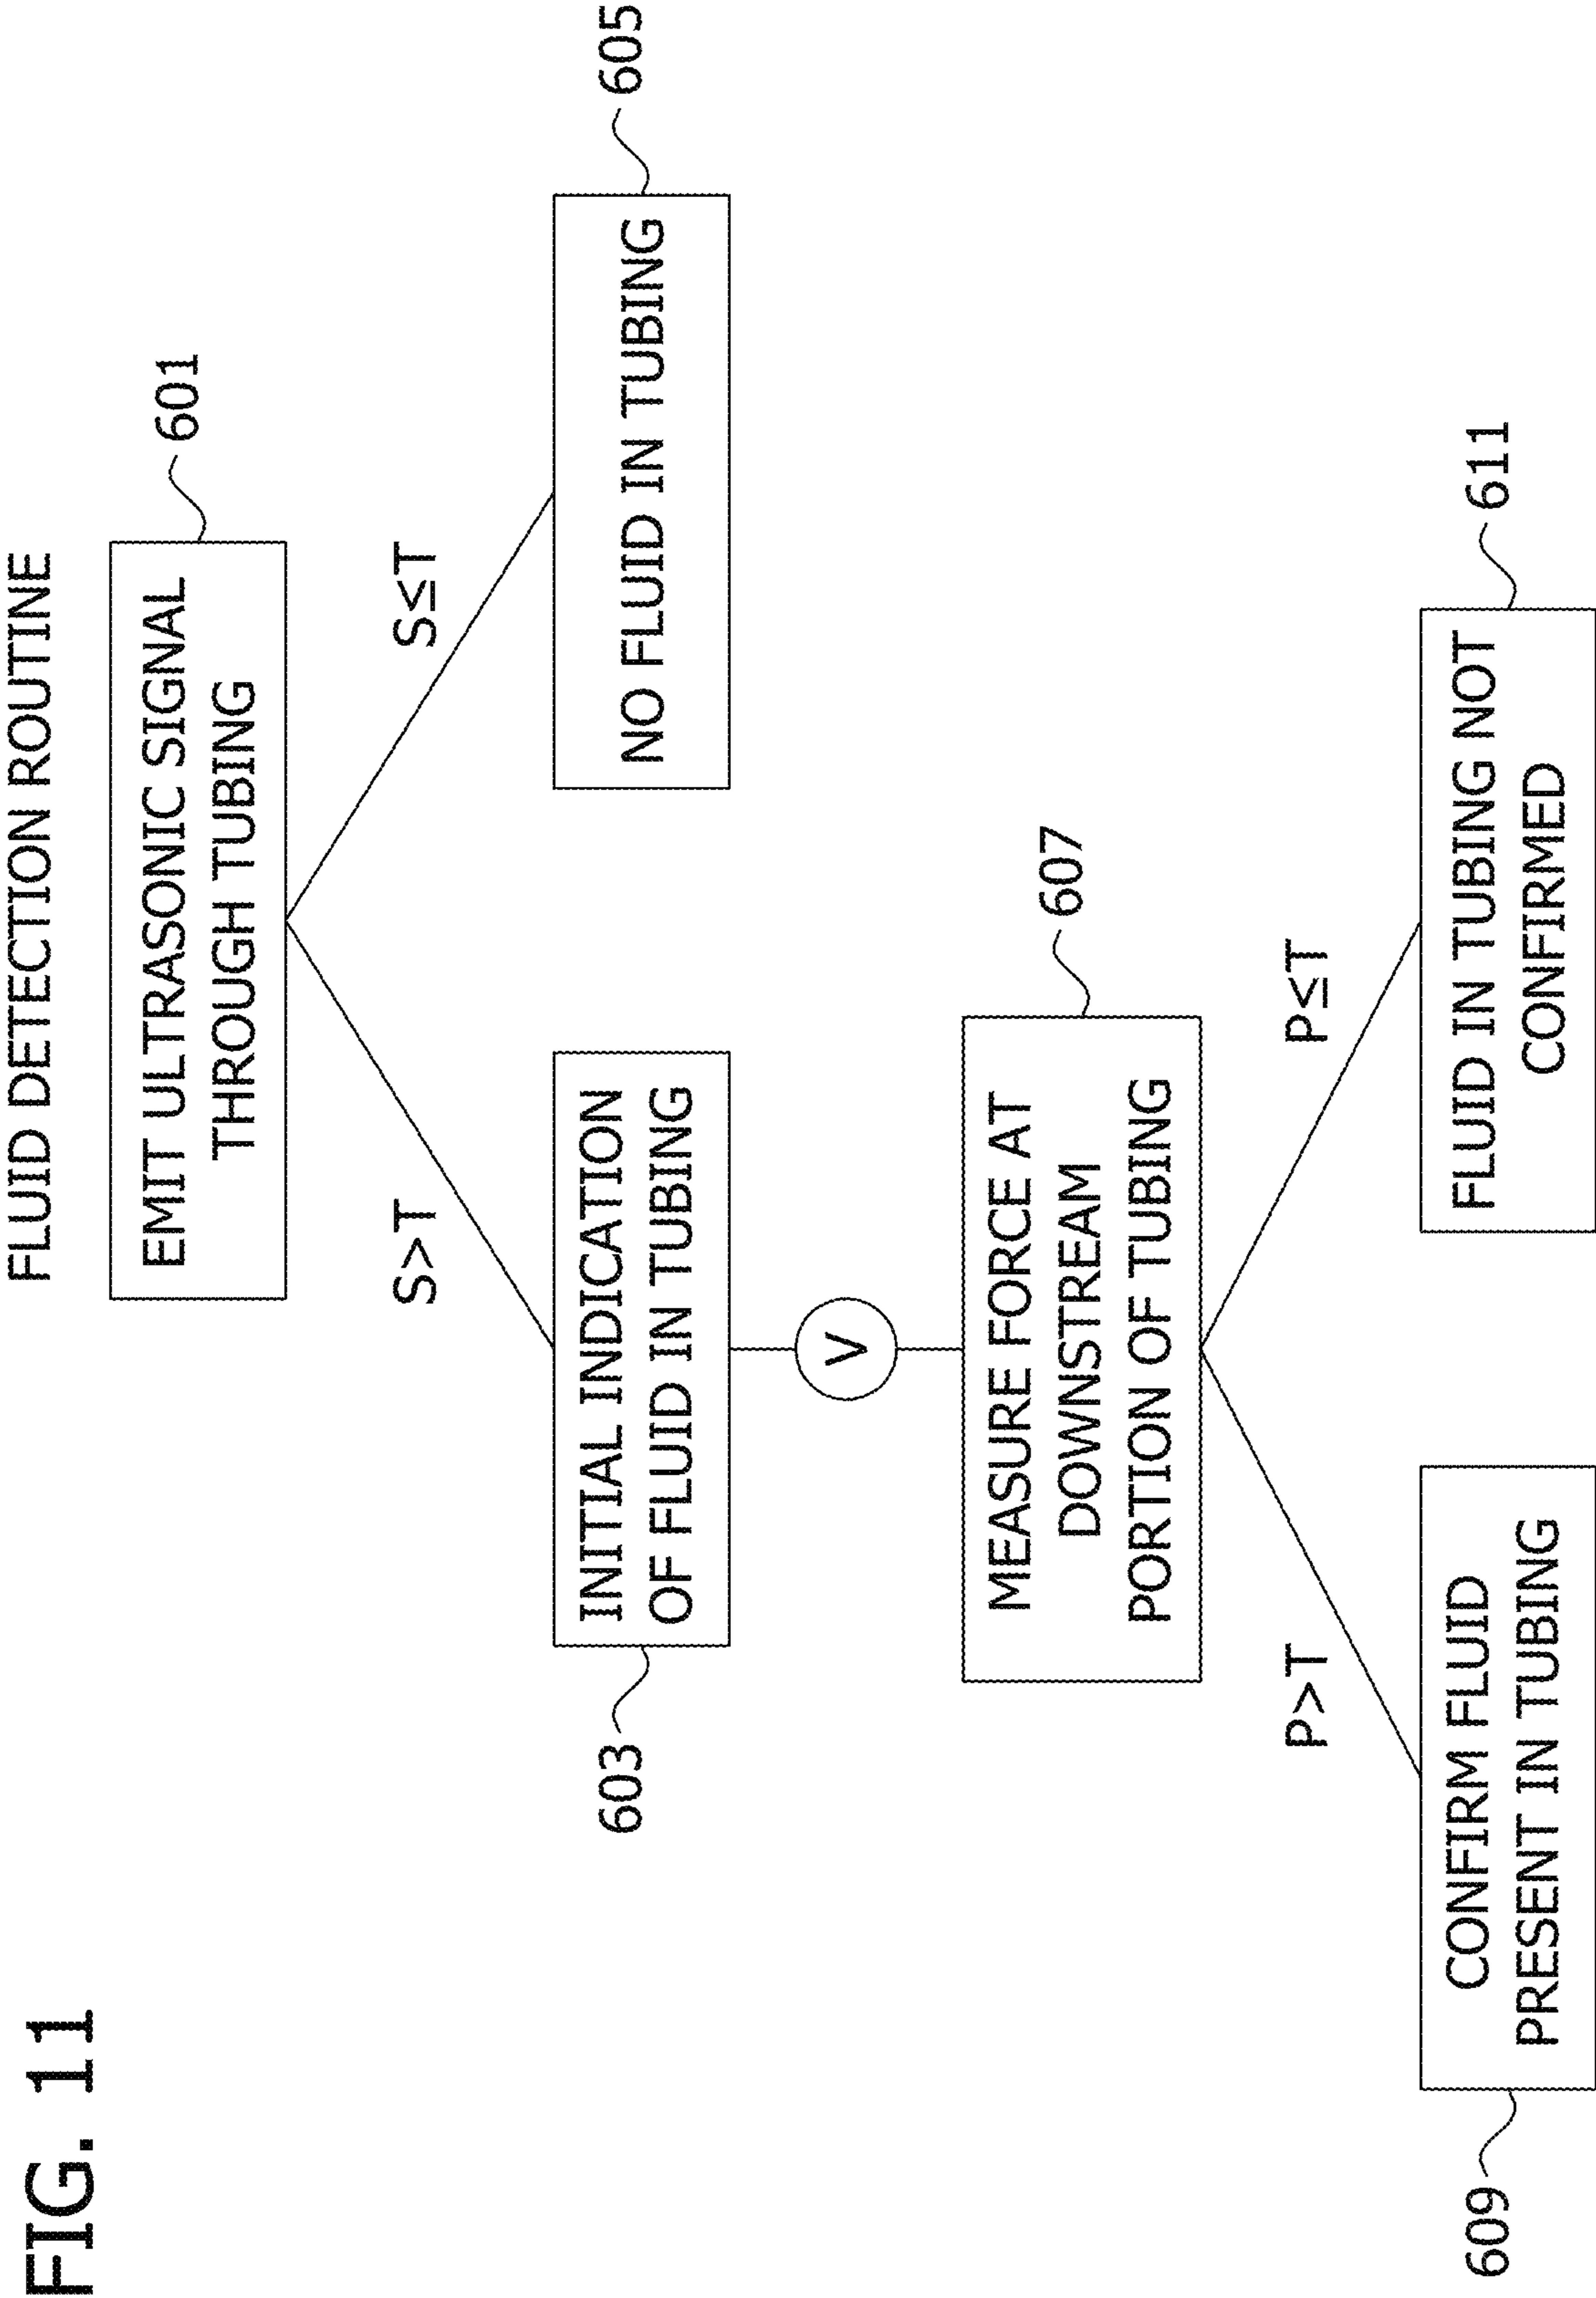 FIG. 11
FLUID DETECTION ROUTINE
EMIT ULTRASONIC SIGNAL
THROUGH TUBING
601
S>T
S≤T
603
INITIAL INDICATION
OF FLUID IN TUBING
NO FLUID IN TUBING
605
V
MEASURE FORCE AT
DOWNSTREAM
PORTION OF TUBING
607
P>T
P≤T
609
CONFIRM FLUID
PRESENT IN TUBING
FLUID IN TUBING NOT
CONFIRMED
611